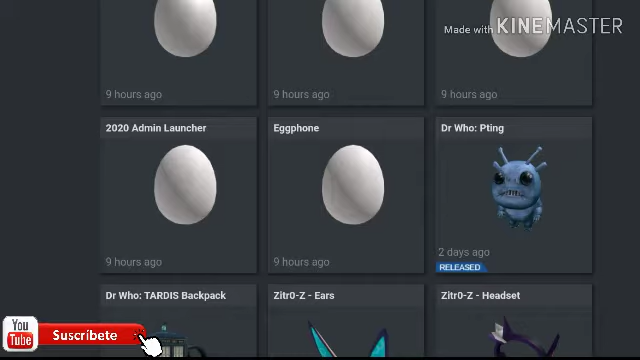 Made with KINEMASTER
9 hours ago
9 hours ago
9 hours ago
2020 Admin Launcher
Eggphone
Dr Who: Pting
9 hours ago
9 hours ago
2 days ago
RELEASED
Dr Who: TARDIS Backpack
Zitr0-Z - Ears
Zitr0-Z - Headset
You
Tube
Suscríbete